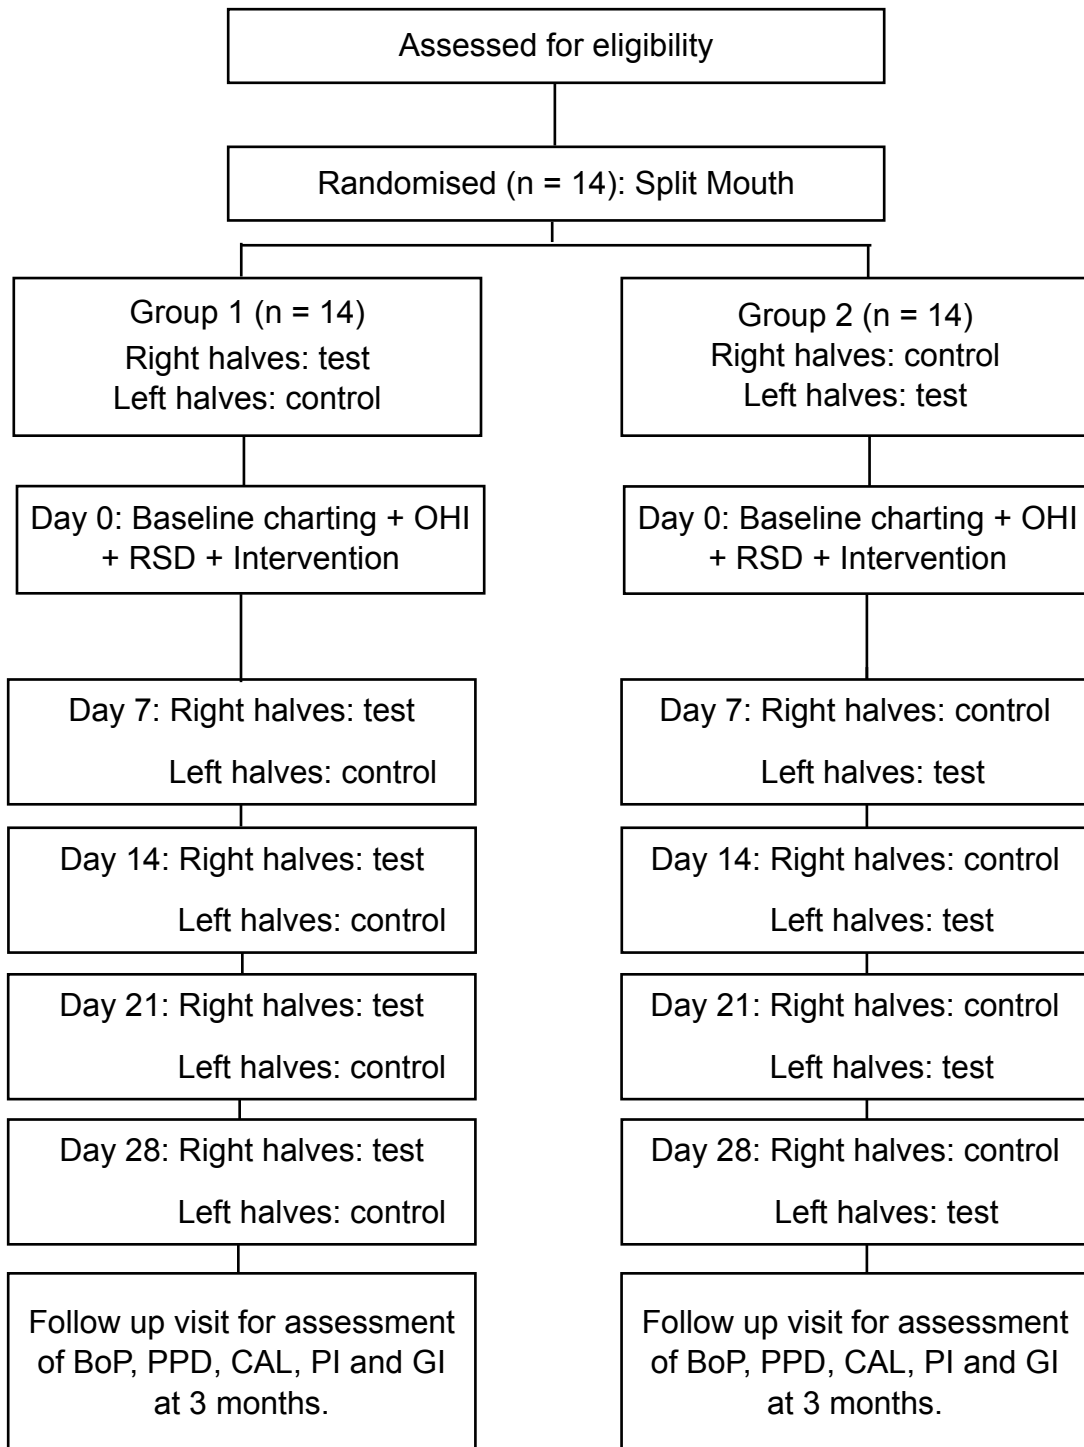 Assessed for eligibility
Randomised (n = 14): Split Mouth
Group 1 (n = 14)
Right halves: test
Left halves: control
Group 2 (n = 14)
Right halves: control
Left halves: test
Day 0: Baseline charting + OHI
+ RSD + Intervention
Day 0: Baseline charting + OHI
+ RSD + Intervention
Day 7: Right halves: test
Left halves: control
Day 7: Right halves: control
Left halves: test
Day 14: Right halves: test
Left halves: control
Day 14: Right halves: control
Left halves: test
Day 21: Right halves: test
Left halves: control
Day 21: Right halves: control
Left halves: test
Day 28: Right halves: test
Left halves: control
Day 28: Right halves: control
Left halves: test
Follow up visit for assessment
of BoP, PPD, CAL, PI and GI
at 3 months.
Follow up visit for assessment
of BoP, PPD, CAL, PI and GI
at 3 months.